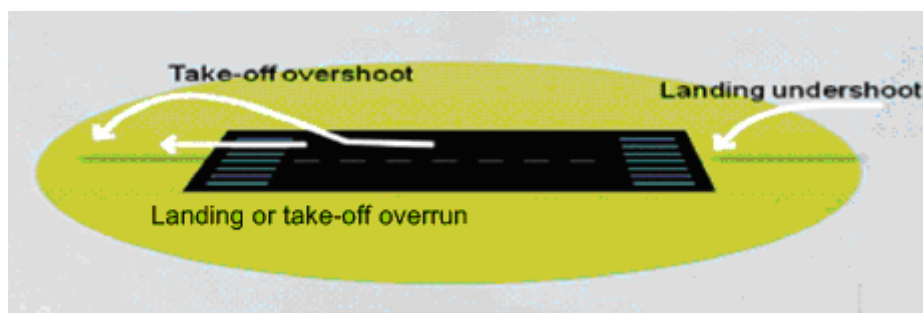 Take-off overshoot
Landing undershoot
Landing or take-off overrun